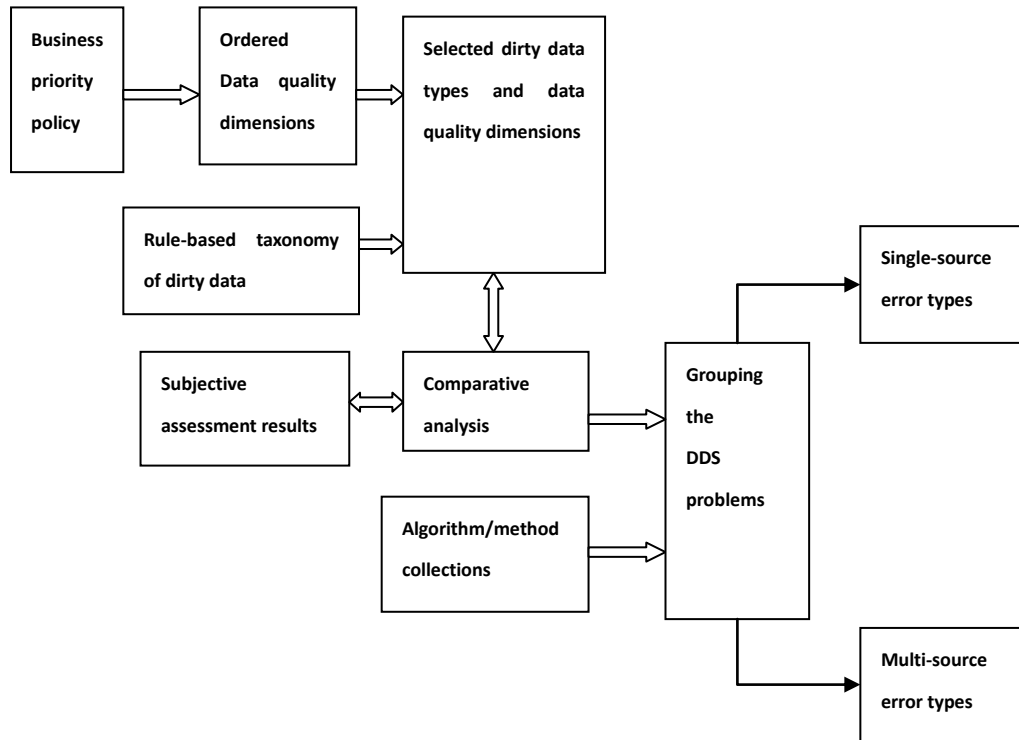 Business
priority
policy
Ordered
Data quality
dimensions
Selected dirty data
types and data
quality dimensions
Rule-based taxonomy
of dirty data
Single-source
error types
Subjective
assessment results
Comparative
analysis
Grouping
the
DDS
problems
Algorithm/method
collections
Multi-source
error types